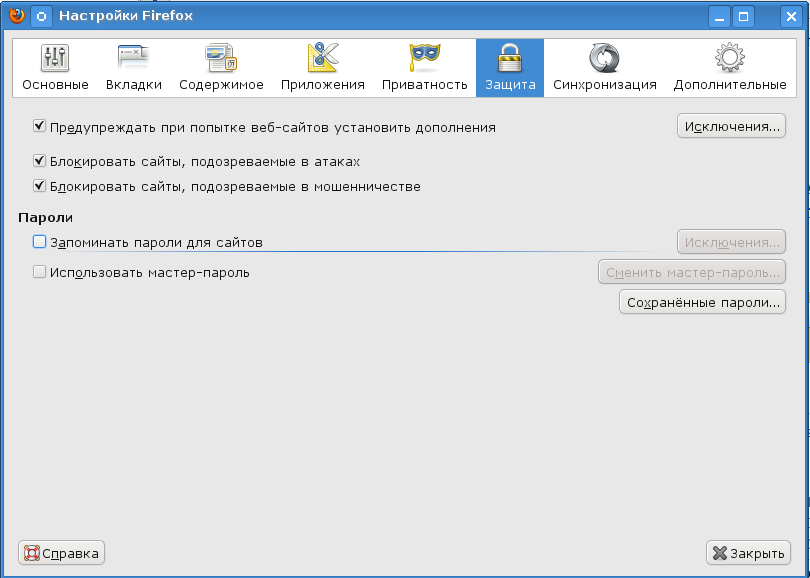 Настройки Firefox
Основные Вкладки Содержимое Приложения Приватность Защита Синхронизация Дополнительные
Предупреждать при попытке веб-сайтов установить дополнения Исключения...
Блокировать сайты, подозреваемые в атаках
Блокировать сайты, подозреваемые в мошенничестве
Пароли
Запоминать пароли для сайтов Исключения...
Использовать мастер-пароль Сменить мастер-пароль...
Сохранённые пароли...
Справка Закрыть